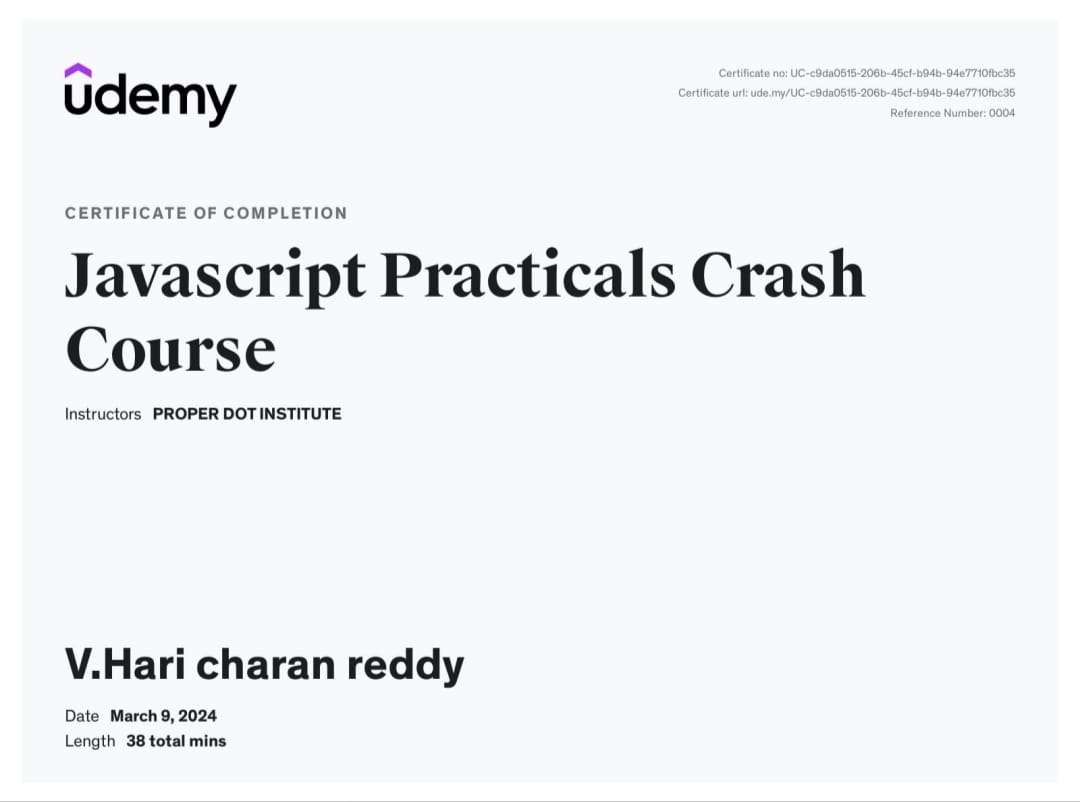 udemy
Certificate no: UC-c9da0515-206b-45cf-b94b-94e7710fbc35
Certificate url: ude.my/UC-c9da0515-206b-45cf-b94b-94e7710fbc35
Reference Number: 0004
CERTIFICATE OF COMPLETION
Javascript Practicals Crash
Course
Instructors PROPER DOT INSTITUTE
V.Hari charan reddy
Date March 9, 2024
Length 38 total mins